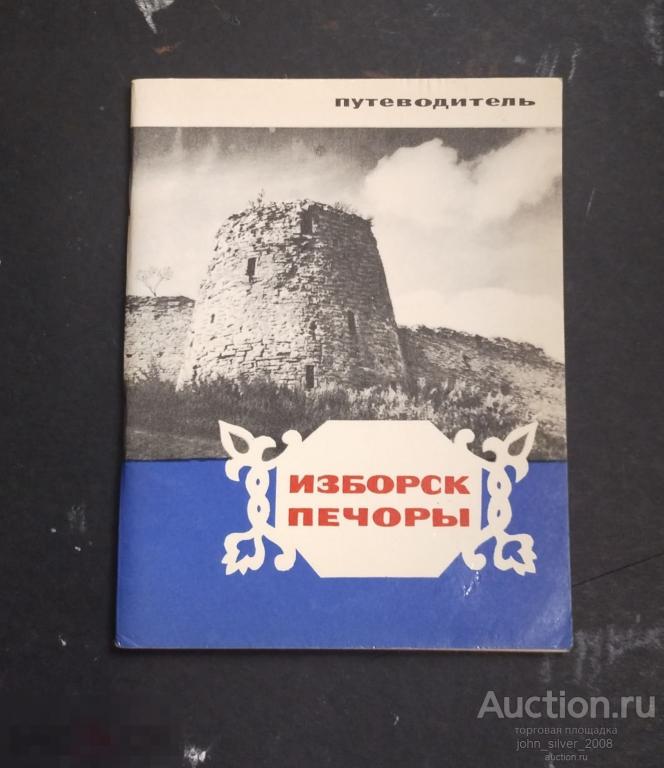 путеводитель
ИЗБОРСК
ПЕЧОРЫ
Auction.ru
торговая площадка
john_silver_2008
auction.ru